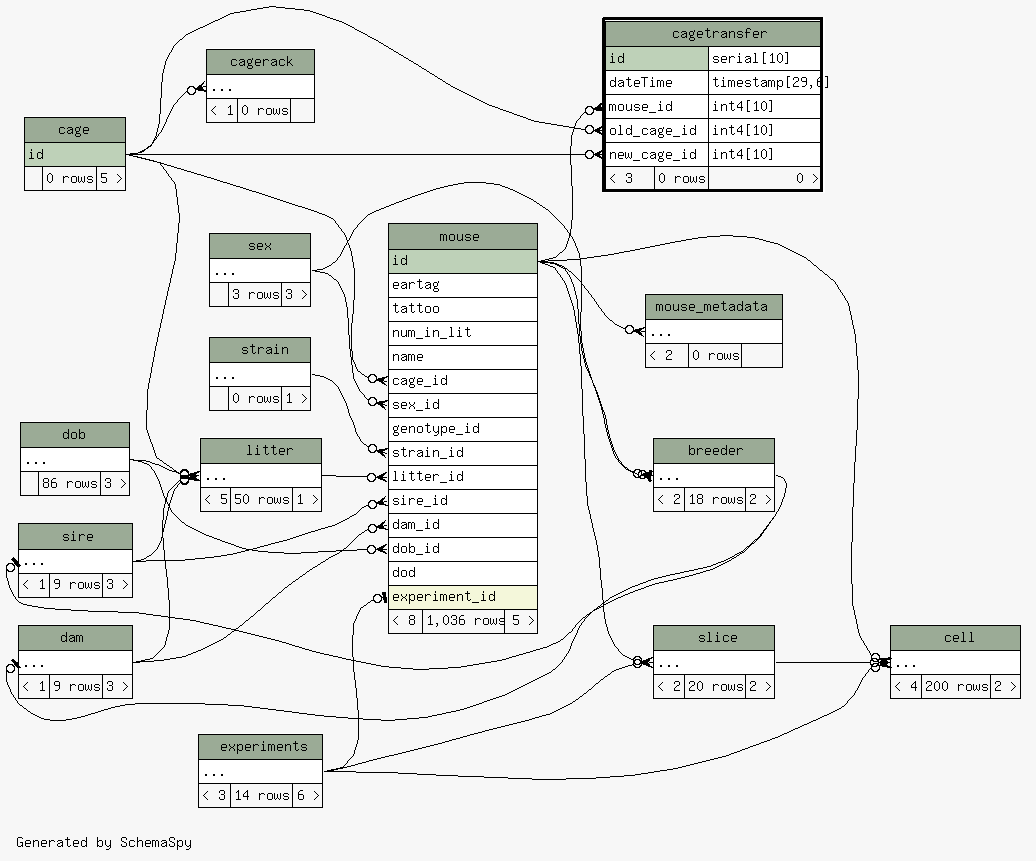 cagetransfer
id serial[10]
dateTime timestamp[29,6]
mouse_id int4[10]
old_cage_id int4[10]
new_cage_id int4[10]
< 3 0 rows 0 >
cagerack
...
< 1 0 rows
cage
id
0 rows 5 >
sex
...
3 rows 3 >
mouse
id
eartag
tattoo
num_in_lit
name
cage_id
sex_id
genotype_id
strain_id
litter_id
sire_id
dam_id
dob_id
dod
experiment_id
< 8 1,036 rows 5 >
mouse_metadata
...
< 2 0 rows
strain
...
0 rows 1 >
dob
...
86 rows 3 >
litter
...
< 5 50 rows 1 >
breeder
...
< 2 18 rows 2 >
sire
...
< 1 9 rows 3 >
dam
...
< 1 9 rows 3 >
slice
...
< 2 20 rows 2 >
cell
...
< 4 200 rows 2 >
experiments
...
< 3 14 rows 6 >
Generated by SchemaSpy